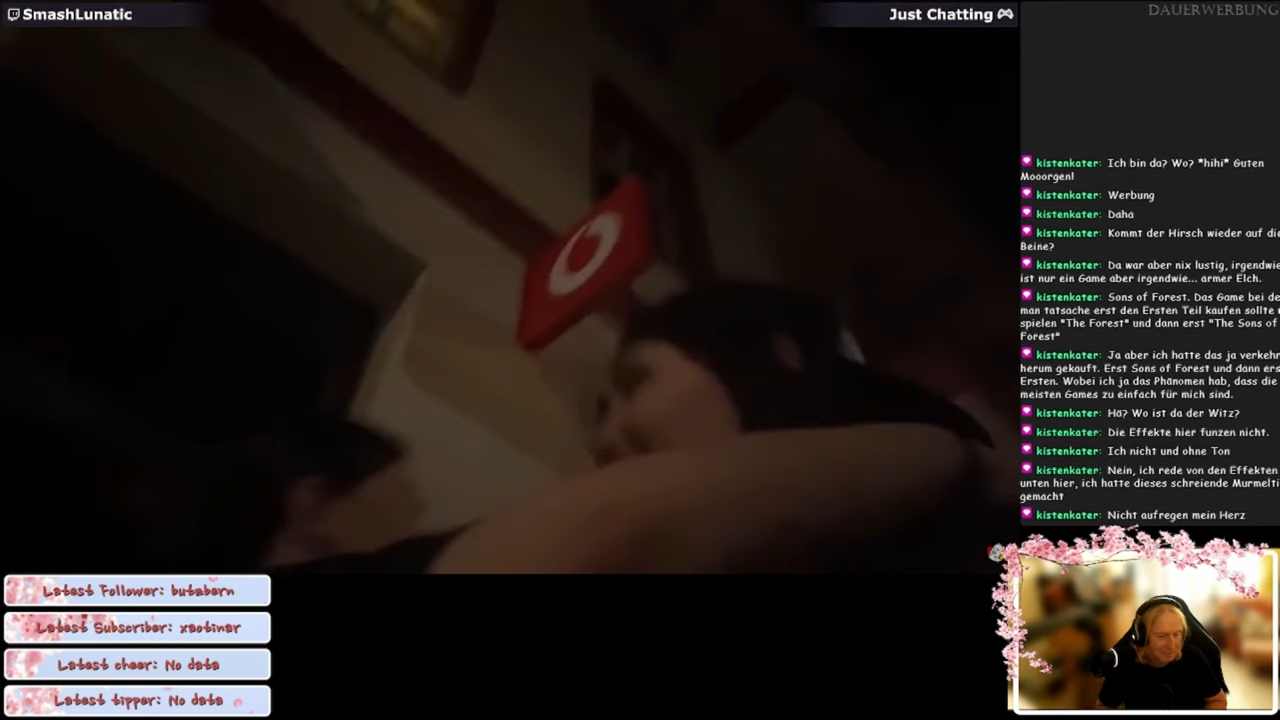 SmashLunatic
Just Chatting
DAUERWERBUNG
kistenkater: Ich bin da? Wo? *hihi* Guten
Mooorgen!
kistenkater: Werbung
kistenkater: Daha
kistenkater: Kommt der Hirsch wieder auf die
Beine?
kistenkater: Da war aber nix lustig, irgendwie
ist nur ein Game aber irgendwie... armer Elch.
kistenkater: Sons of Forest. Das Game bei de
man tatsache erst den Ersten Teil kaufen sollte
spielen "The Forest" und dann erst "The Sons of
Forest"
kistenkater: Ja aber ich hatte das ja verkehr
herum gekauft. Erst Sons of Forest und dann ers
Ersten. Wobei ich ja das Phänomen hab, dass die
meisten Games zu einfach für mich sind.
kistenkater: Hä? Wo ist da der Witz?
kistenkater: Die Effekte hier funzen nicht.
kistenkater: Ich nicht und ohne Ton
kistenkater: Nein, ich rede von den Effekten
unten hier, ich hatte dieses schreiende Murmelti
gemacht
kistenkater: Nicht aufregen mein Herz
Latest Follower: butzbern
Latest Subscriber: xaotinar
Latest cheer: No data
Latest tipper: No data